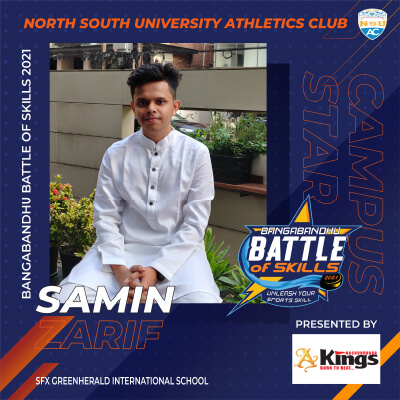 NORTH SOUTH UNIVERSITY ATHLETICS CLUB
NSU
AC
BANGABANDHU BATTLE OF SKILLS 2021
CAMPUS
STAR
BANGABANDHU
BATTLE
OF SKILLS
2021
UNLEASH YOUR
SPORTS SKILL
SAMIN
ZARIF
SFX GREENHERALD INTERNATIONAL SCHOOL
PRESENTED BY
BASHUNDHARA
Kings
BORN TO BEAT...